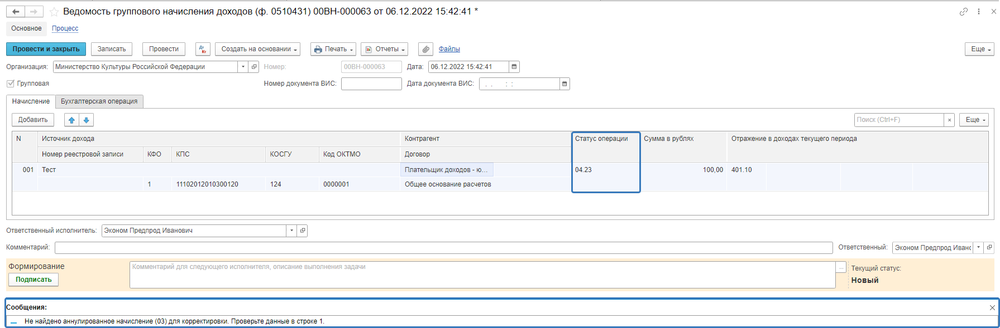 Ведомость группового начисления доходов (ф. 0510431) 00ВН-000063 от 06.12.2022 15:42:41 *
Основное Процесс
Провести и закрыть Записать Провести Дт Кт Создать на основании Печать Отчеты Файлы Еще
Организация: Министерство Культуры Российской Федерации Номер: 00ВН-000063 Дата: 06.12.2022 15:42:41
Групповая Номер документа ВИС: Дата документа ВИС: . . : :
Начисление Бухгалтерская операция
Добавить Поиск (Ctrl+F) × Еще
N Источник дохода Контрагент Статус операции Сумма в рублях Отражение в доходах текущего периода
Номер реестровой записи КФО КПС КОСГУ Код ОКТМО Договор
001 Тест Плательщик доходов - ю... 04.23 100,00 401.10
1 11102012010300120 124 0000001 Общее основание расчетов
Ответственный исполнитель: Эконом Предпрод Иванович
Комментарий: Ответственный: Эконом Предпрод Иванс
Формирование Комментарий для следующего исполнителя, описание выполнения задачи ... Текущий статус:
Подписать Новый
Сообщения:
Не найдено аннулированное начисление (03) для корректировки. Проверьте данные в строке 1.